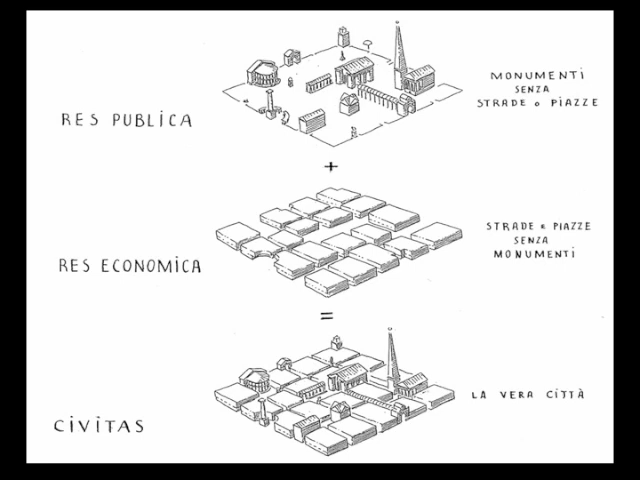 RES PUBLICA
MONUMENTI
SENZA
STRADE o PIAZZE
+
RES ECONOMICA
STRADE e PIAZZE
SENZA
MONUMENTI
=
CIVITAS
LA VERA CITTÀ